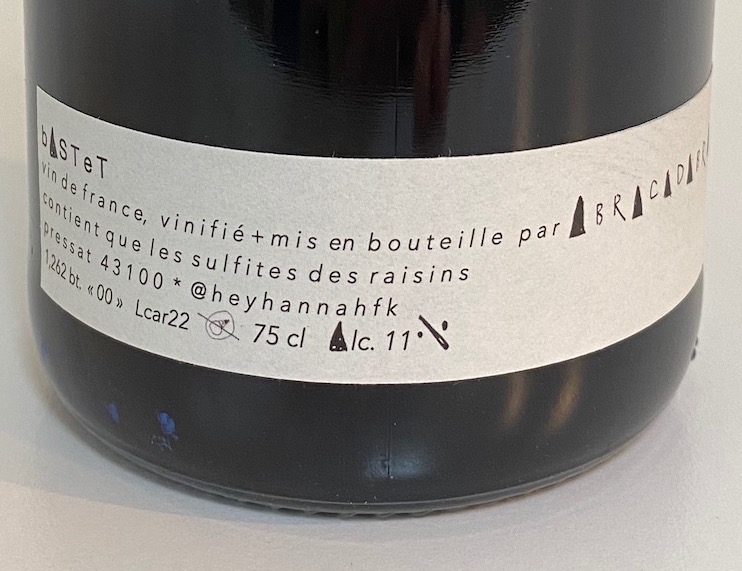 bASTeT
vin de france, vinifié+mis en bouteille par ABRACADABRA
contient que les sulfites des raisins
pressat 43100 * @heyhannahfk
1,262 bt. «00» Lcar22 75 cl Alc. 11%